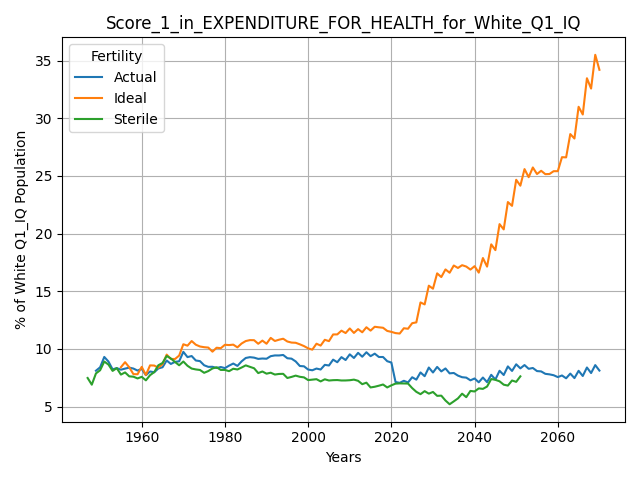 Score_1_in_EXPENDITURE_FOR_HEALTH_for_White_Q1_IQ
Fertility
Actual
Ideal
Sterile
% of White Q1_IQ Population
35
30
25
20
15
10
5
1960
1980
2000
2020
2040
2060
Years